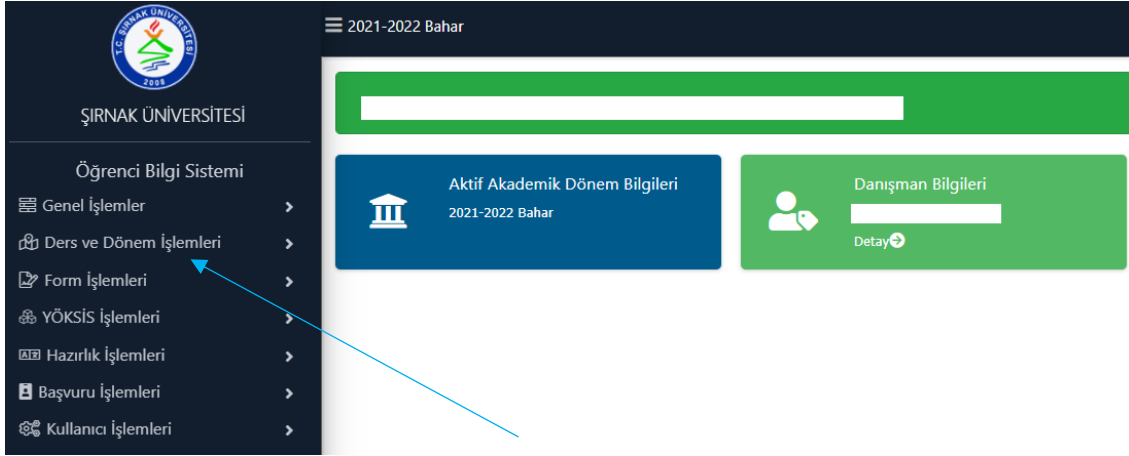 T.C. ŞIRNAK ÜNİVERSİTESİ
2008
ŞIRNAK ÜNİVERSİTESİ
Öğrenci Bilgi Sistemi
Genel İşlemler
Ders ve Dönem İşlemleri
Form İşlemleri
YÖKSİS İşlemleri
Hazırlık İşlemleri
Başvuru İşlemleri
Kullanıcı İşlemleri
2021-2022 Bahar
Aktif Akademik Dönem Bilgileri
2021-2022 Bahar
Danışman Bilgileri
Detay